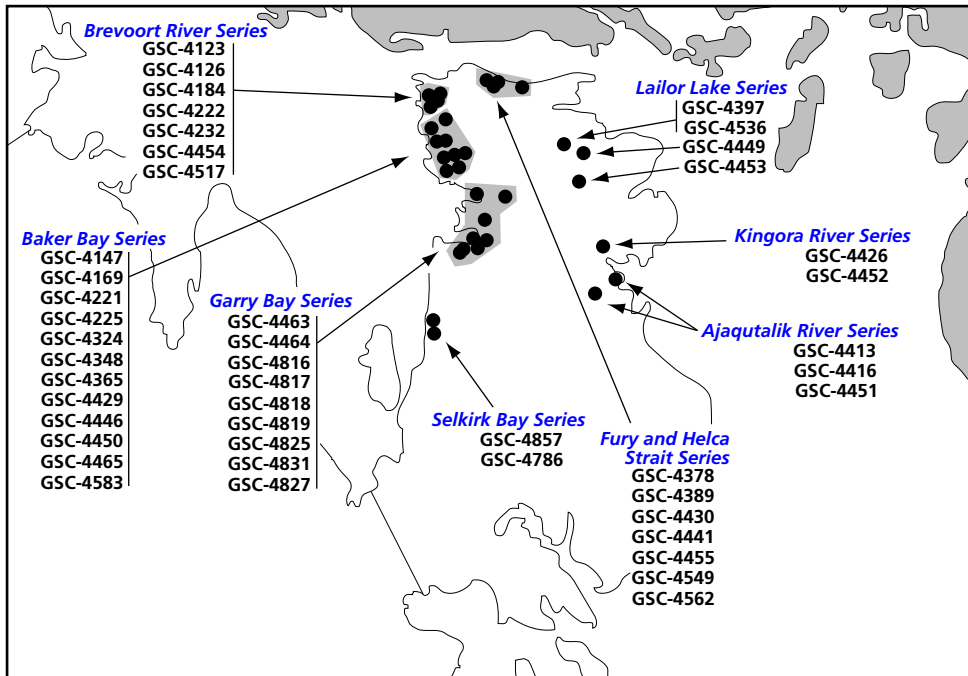 Brevoort River Series
GSC-4123
GSC-4126
GSC-4184
GSC-4222
GSC-4232
GSC-4454
GSC-4517
Lailor Lake Series
GSC-4397
GSC-4536
GSC-4449
GSC-4453
Baker Bay Series
GSC-4147
GSC-4169
GSC-4221
GSC-4225
GSC-4324
GSC-4348
GSC-4365
GSC-4429
GSC-4446
GSC-4450
GSC-4465
GSC-4583
Garry Bay Series
GSC-4463
GSC-4464
GSC-4816
GSC-4817
GSC-4818
GSC-4819
GSC-4825
GSC-4831
GSC-4827
Kingora River Series
GSC-4426
GSC-4452
Ajaqutalik River Series
GSC-4413
GSC-4416
GSC-4451
Selkirk Bay Series
GSC-4857
GSC-4786
Fury and Helca
Strait Series
GSC-4378
GSC-4389
GSC-4430
GSC-4441
GSC-4455
GSC-4549
GSC-4562